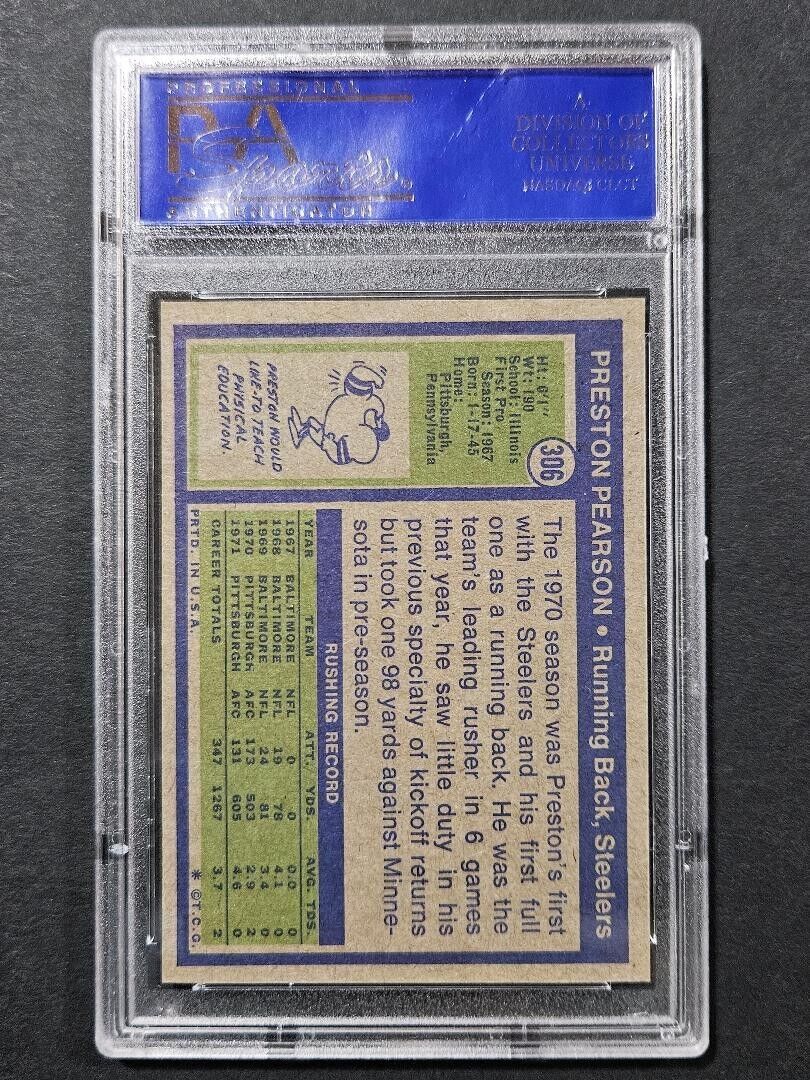 PROFESSIONAL
PSA
Sports
AUTHENTICATOR
A
DIVISION OF
COLLECTORS
UNIVERSE
NASDAQ: CLCT
PRESTON PEARSON • Running Back, Steelers
306
Ht: 6'1"
Wt: 190
School: Illinois
First Pro
Season: 1967
Born: 1-17-45
Home:
Pittsburgh,
Pennsylvania
PRESTON WOULD
LIKE TO TEACH
PHYSICAL
EDUCATION.
The 1970 season was Preston's first
with the Steelers and his first full
one as a running back. He was the
team's leading rusher in 6 games
that year, he saw little duty in his
previous specialty of kickoff returns
but took one 98 yards against Minne-
sota in pre-season.
RUSHING RECORD
YEAR TEAM ATT. YDS. AVG. TDS.
1967 BALTIMORE NFL 0 0 0.0 0
1968 BALTIMORE NFL 19 78 4.1 0
1969 BALTIMORE NFL 24 81 3.4 0
1970 PITTSBURGH AFC 173 503 2.9 2
1971 PITTSBURGH AFC 131 605 4.6 0
CAREER TOTALS 347 1267 3.7 2
PRTD. IN U.S.A. * © T.C.G.